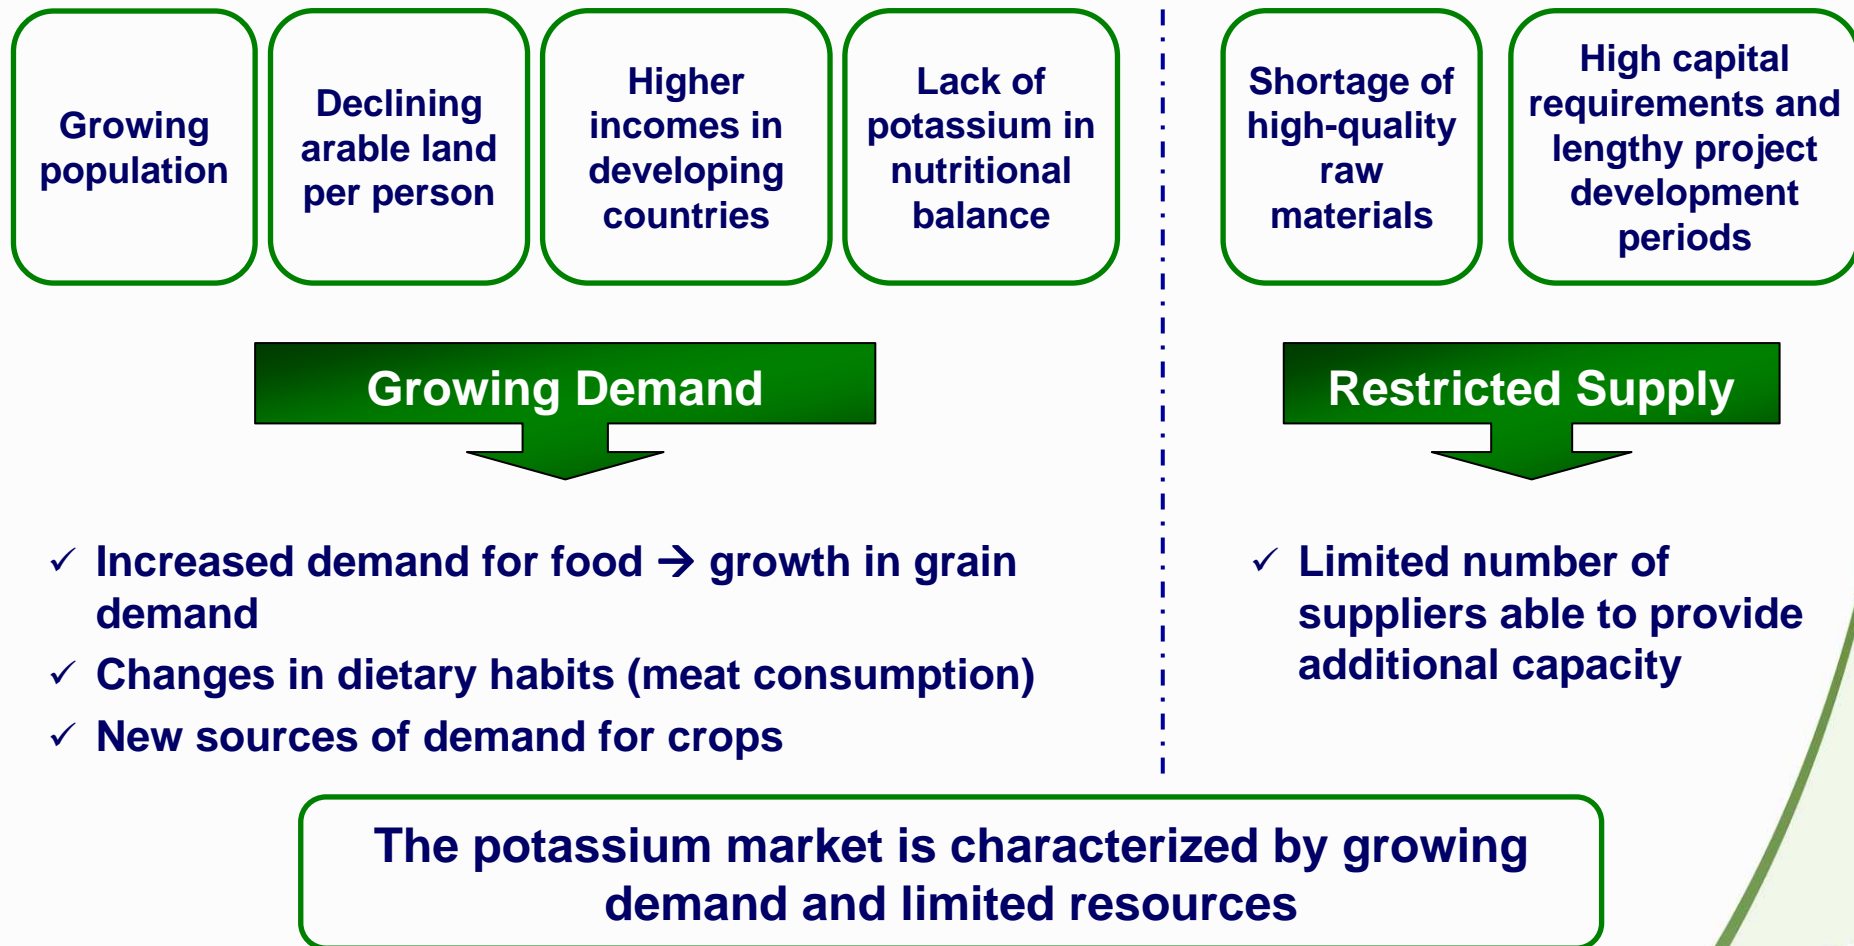 Growing
population
Declining
arable land
per person
Higher
incomes in
developing
countries
Lack of
potassium in
nutritional
balance
Shortage of
high-quality
raw
materials
High capital
requirements and
lengthy project
development
periods
Growing Demand
Restricted Supply
✓ Increased demand for food → growth in grain
demand
✓ Changes in dietary habits (meat consumption)
✓ New sources of demand for crops
✓ Limited number of
suppliers able to provide
additional capacity
The potassium market is characterized by growing
demand and limited resources